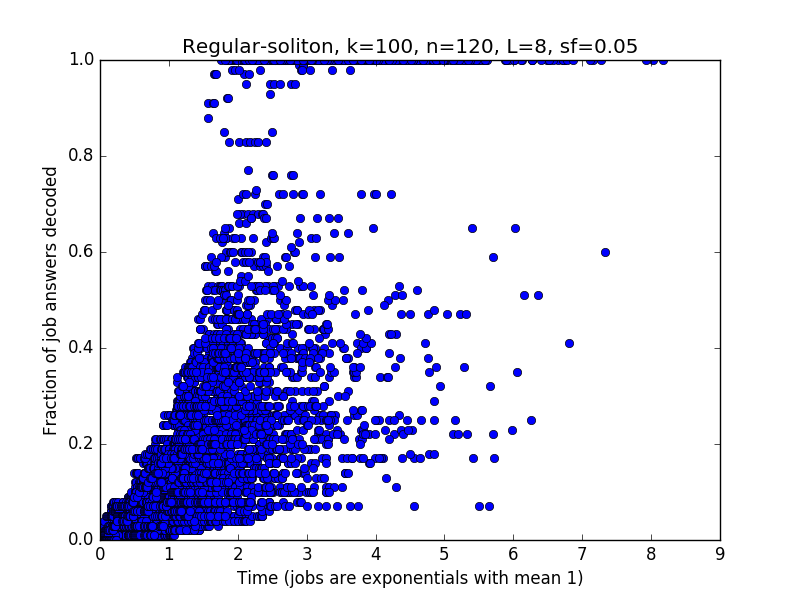 Regular-soliton, k=100, n=120, L=8, sf=0.05
1.0
0.8
0.6
0.4
0.2
0.0
Fraction of job answers decoded
0 1 2 3 4 5 6 7 8 9
Time (jobs are exponentials with mean 1)